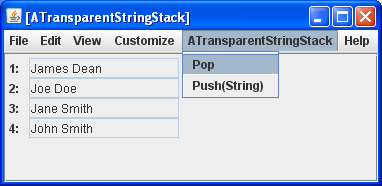 [ATransparentStringStack]
File Edit View Customize ATransparentStringStack Help
1: James Dean
2: Joe Doe
3: Jane Smith
4: John Smith
Pop
Push(String)